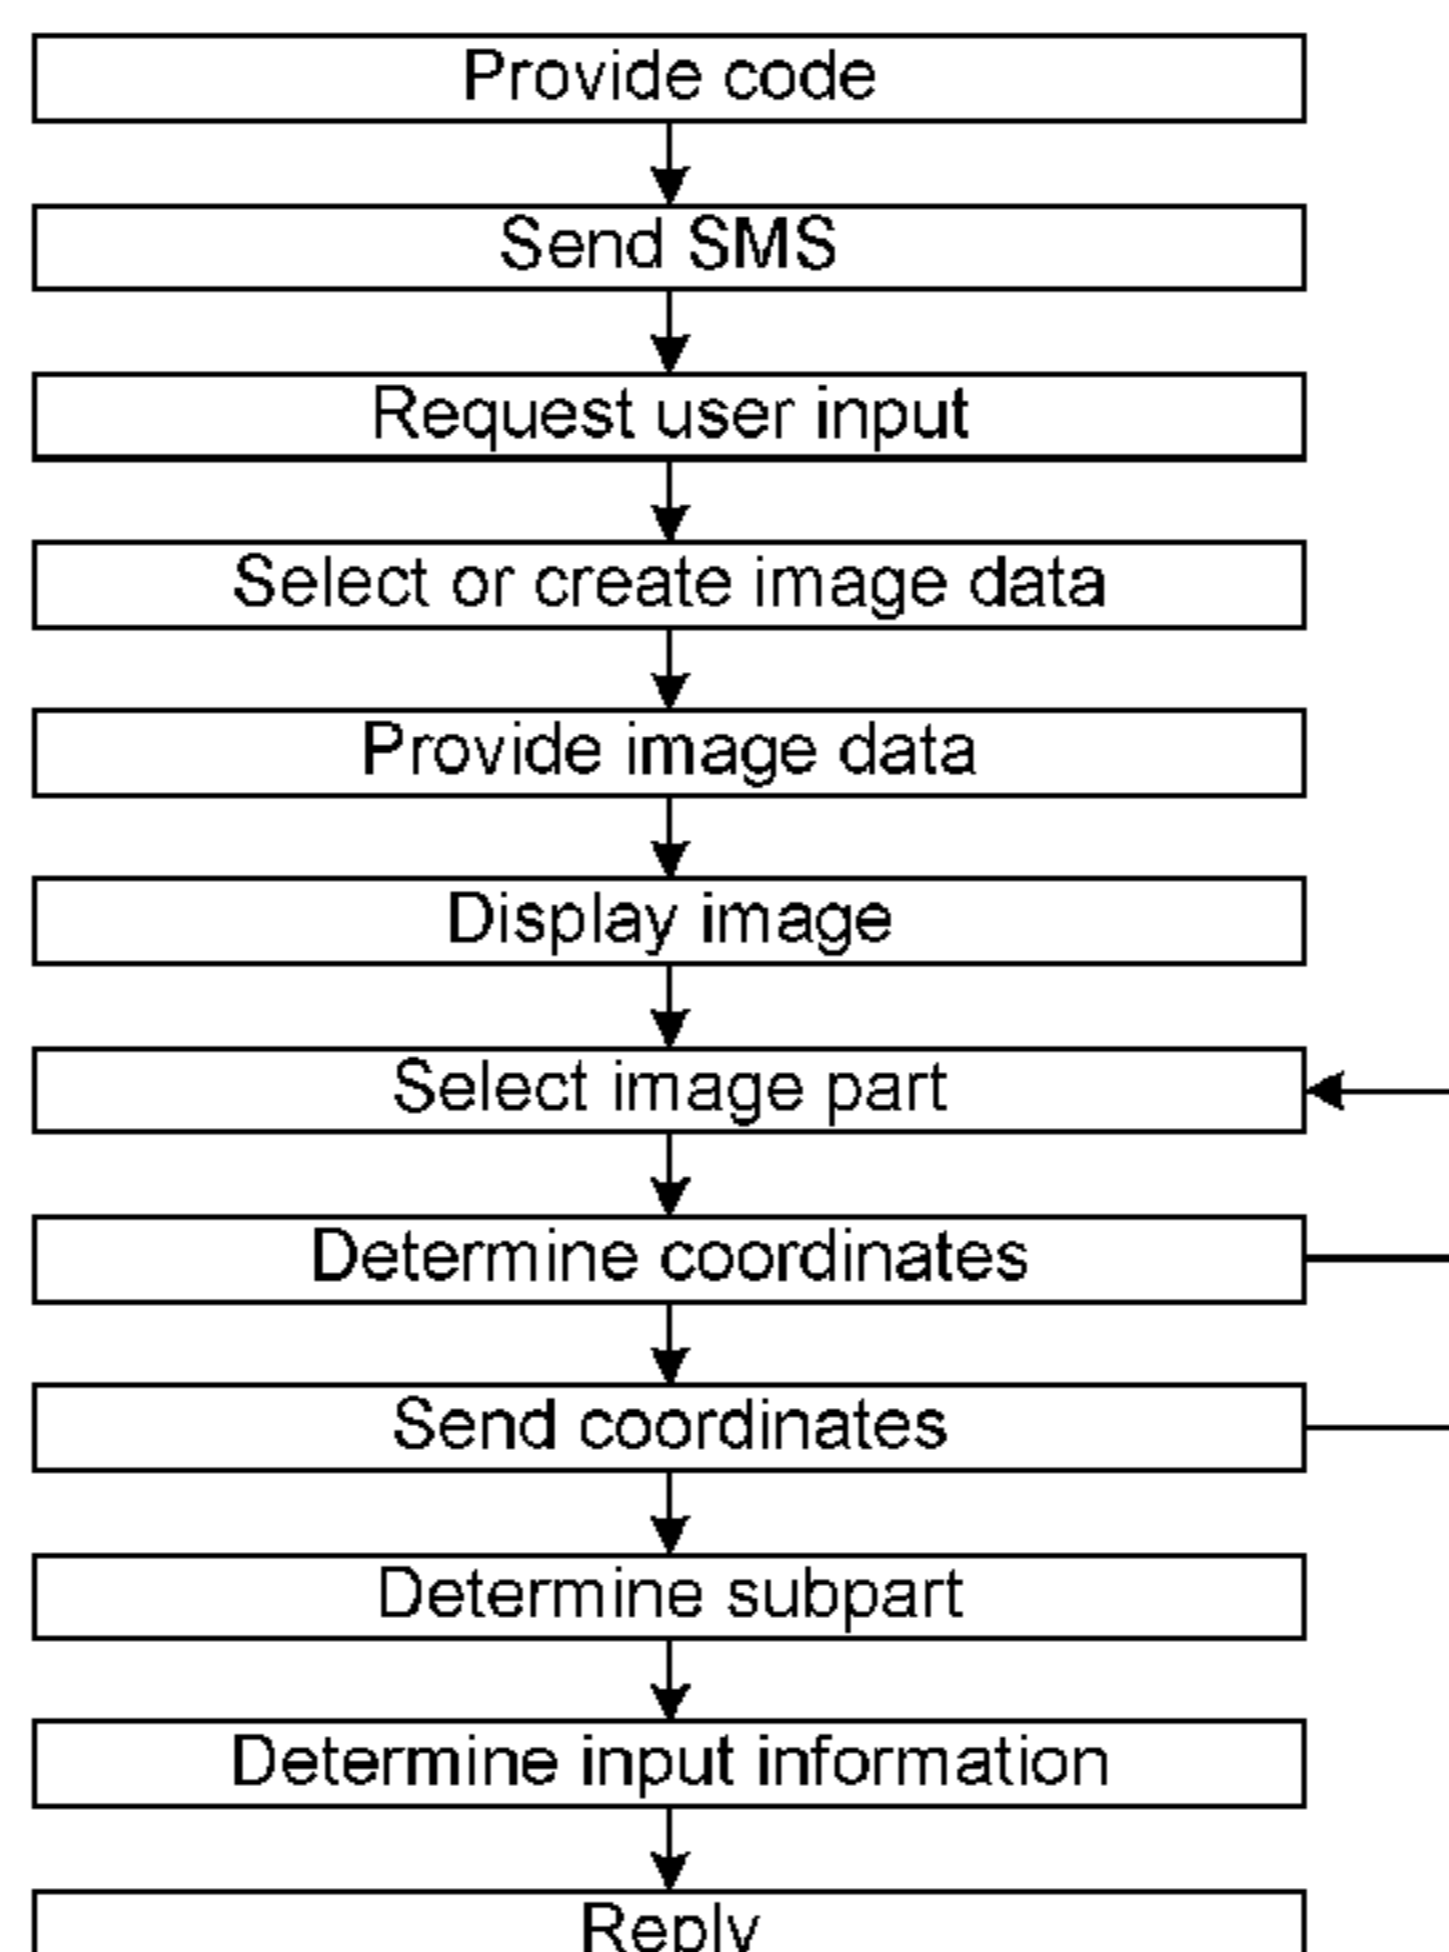 Provide code
Send SMS
Request user input
Select or create image data
Provide image data
Display image
Select image part
Determine coordinates
Send coordinates
Determine subpart
Determine input information
Reply